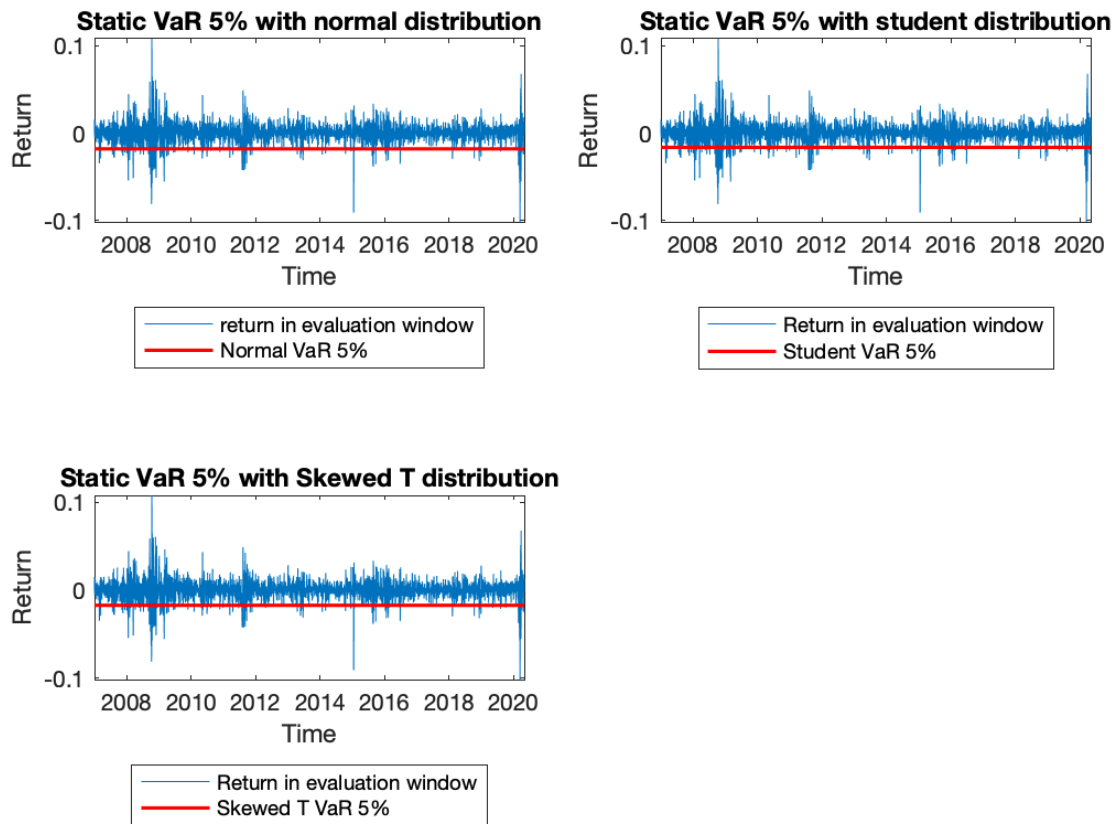 Static VaR 5% with normal distribution
0.1
0
-0.1
Return
2008 2010 2012 2014 2016 2018 2020
Time
return in evaluation window
Normal VaR 5%
Static VaR 5% with student distribution
0.1
0
-0.1
Return
2008 2010 2012 2014 2016 2018 2020
Time
Return in evaluation window
Student VaR 5%
Static VaR 5% with Skewed T distribution
0.1
0
-0.1
Return
2008 2010 2012 2014 2016 2018 2020
Time
Return in evaluation window
Skewed T VaR 5%